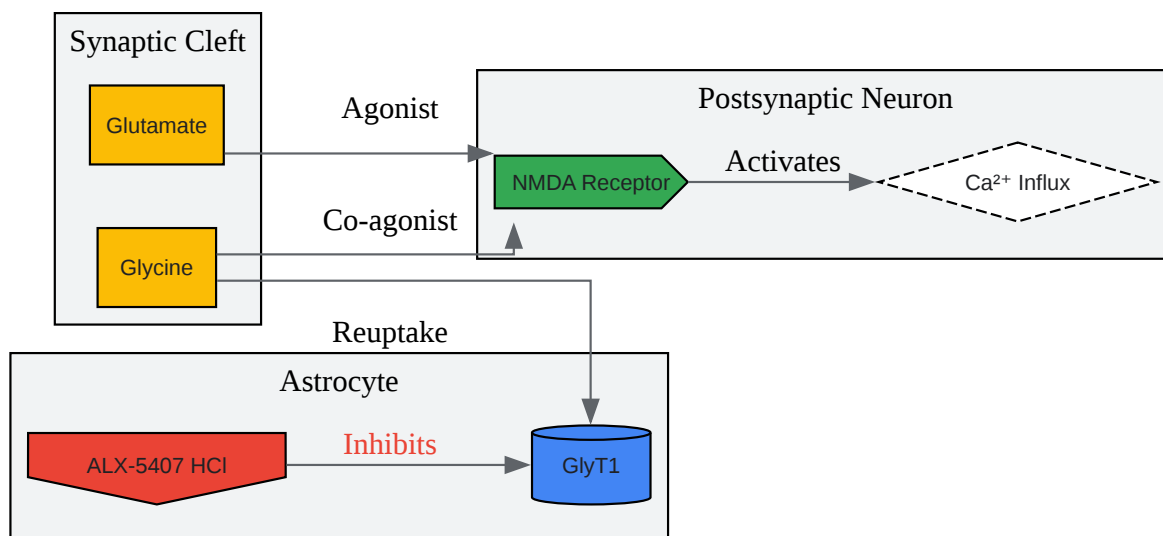 Synaptic Cleft
Glutamate
Agonist
Postsynaptic Neuron
NMDA Receptor
Activates
Ca²⁺ Influx
Co-agonist
Glycine
Reuptake
Astrocyte
ALX-5407 HCl
Inhibits
GlyT1